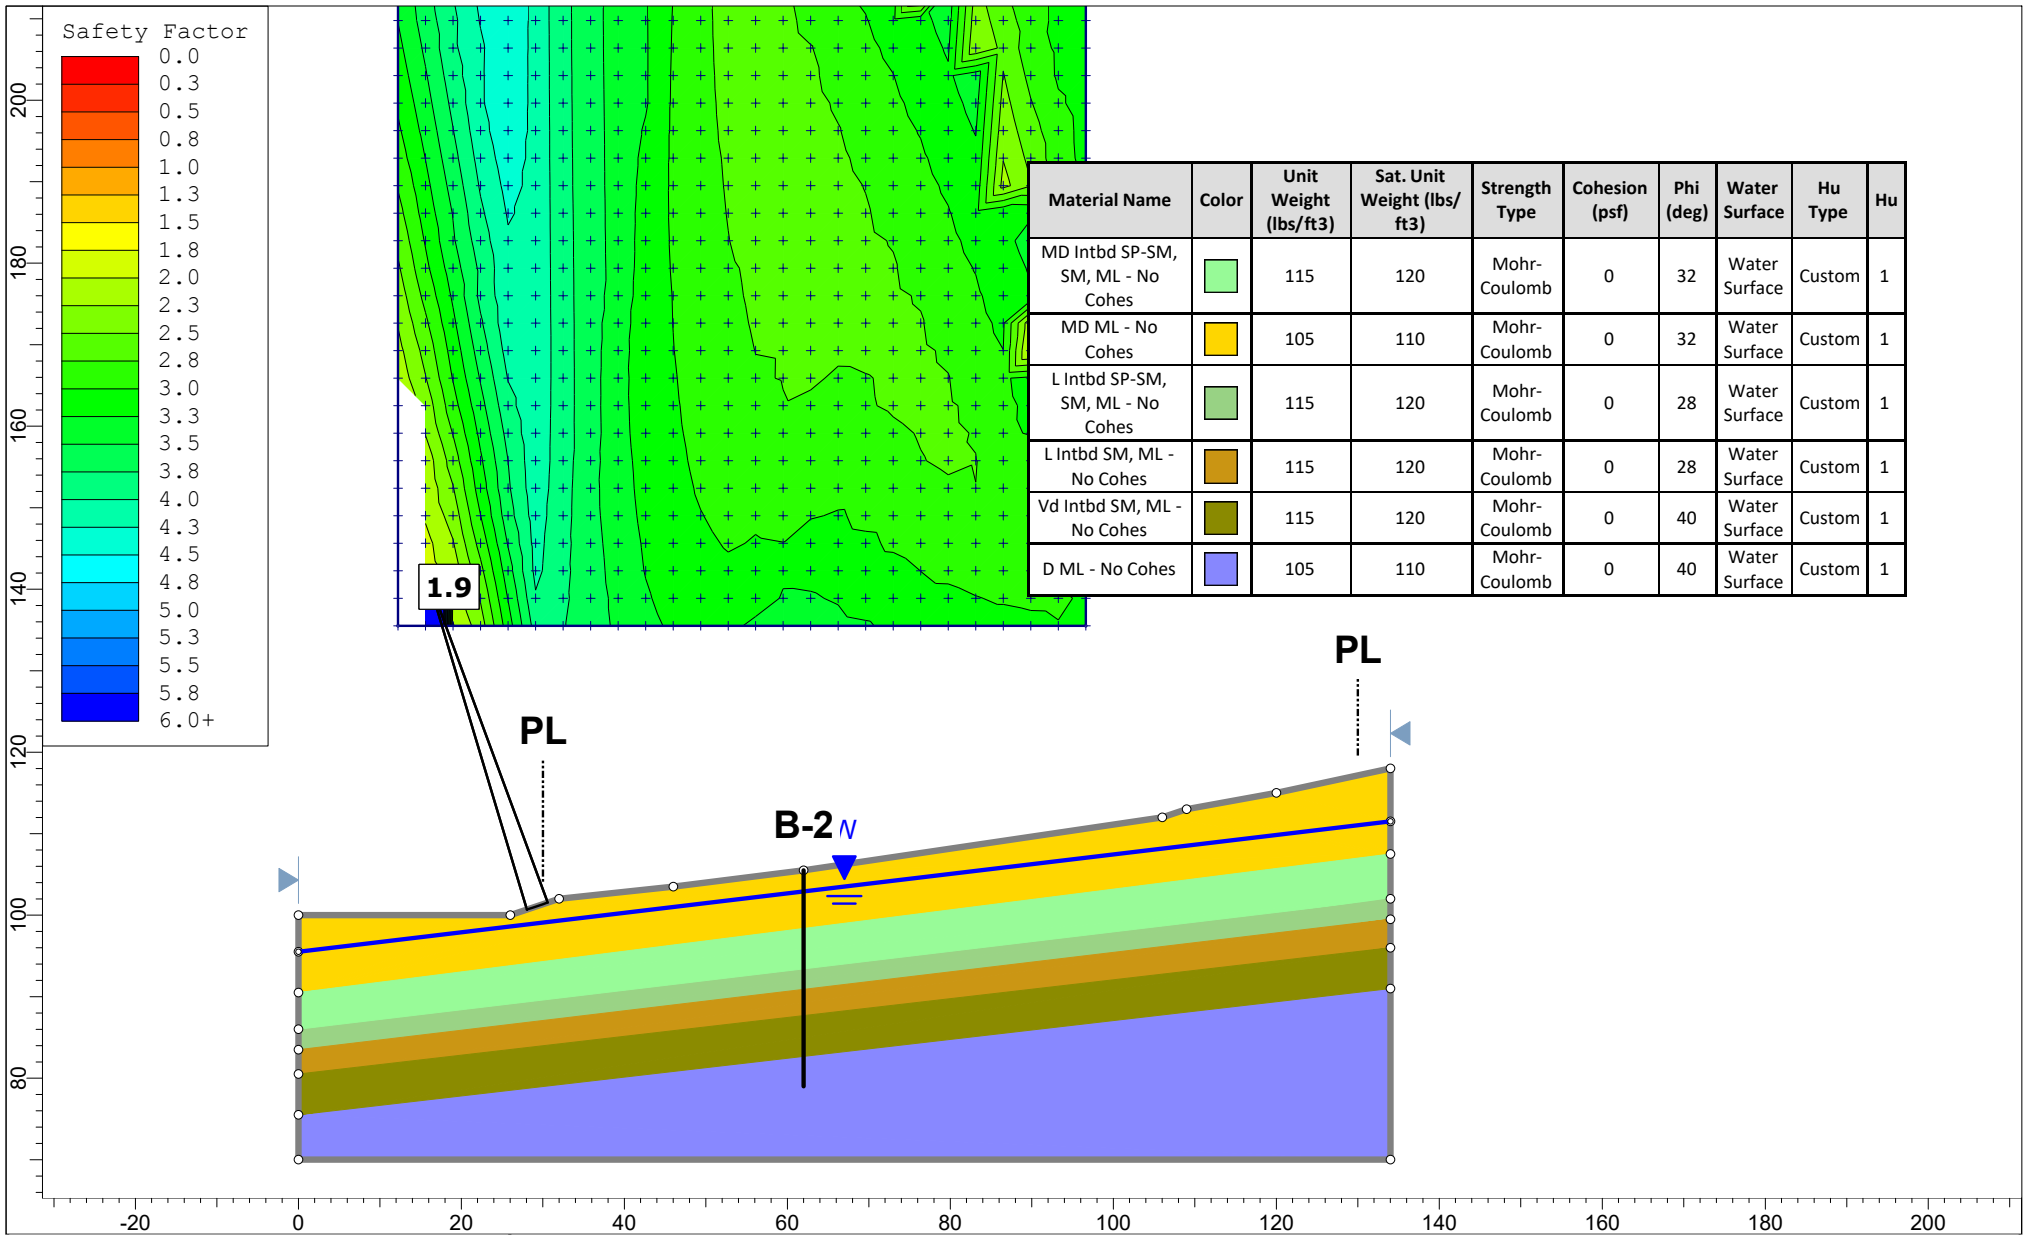 Safety Factor
0.0
0.3
0.5
0.8
1.0
1.3
1.5
1.8
2.0
2.3
2.5
2.8
3.0
3.3
3.5
3.8
4.0
4.3
4.5
4.8
5.0
5.3
5.5
5.8
6.0+
200
180
160
140
120
100
80
Material Name Color Unit Weight (lbs/ft3) Sat. Unit Weight (lbs/ft3) Strength Type Cohesion (psf) Phi (deg) Water Surface Hu Type Hu
MD Intbd SP-SM, SM, ML - No Cohes 115 120 Mohr-Coulomb 0 32 Water Surface Custom 1
MD ML - No Cohes 105 110 Mohr-Coulomb 0 32 Water Surface Custom 1
L Intbd SP-SM, SM, ML - No Cohes 115 120 Mohr-Coulomb 0 28 Water Surface Custom 1
L Intbd SM, ML - No Cohes 115 120 Mohr-Coulomb 0 28 Water Surface Custom 1
Vd Intbd SM, ML - No Cohes 115 120 Mohr-Coulomb 0 40 Water Surface Custom 1
D ML - No Cohes 105 110 Mohr-Coulomb 0 40 Water Surface Custom 1
1.9
PL
PL
B-2
-20 0 20 40 60 80 100 120 140 160 180 200